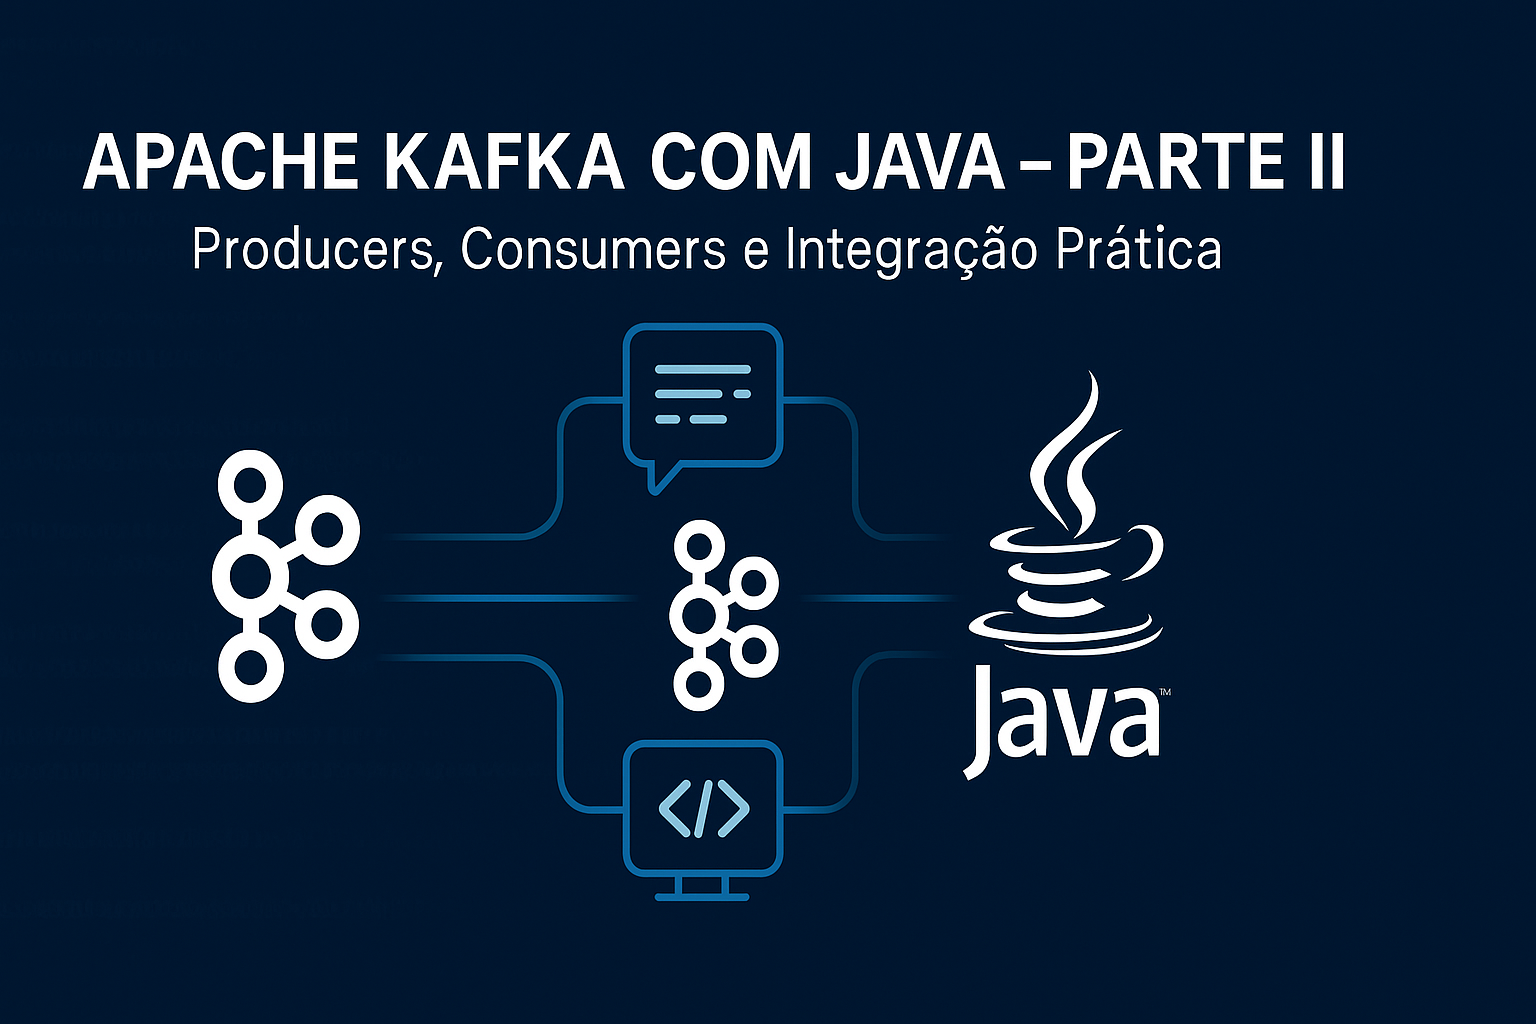 APACHE KAFKA COM JAVA – PARTE II
Producers, Consumers e Integração Prática
</>
Java™